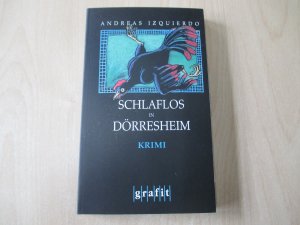 ANDREAS IZQUIERDO
SCHLAFLOS
IN
DÖRRESHEIM
KRIMI
grafit